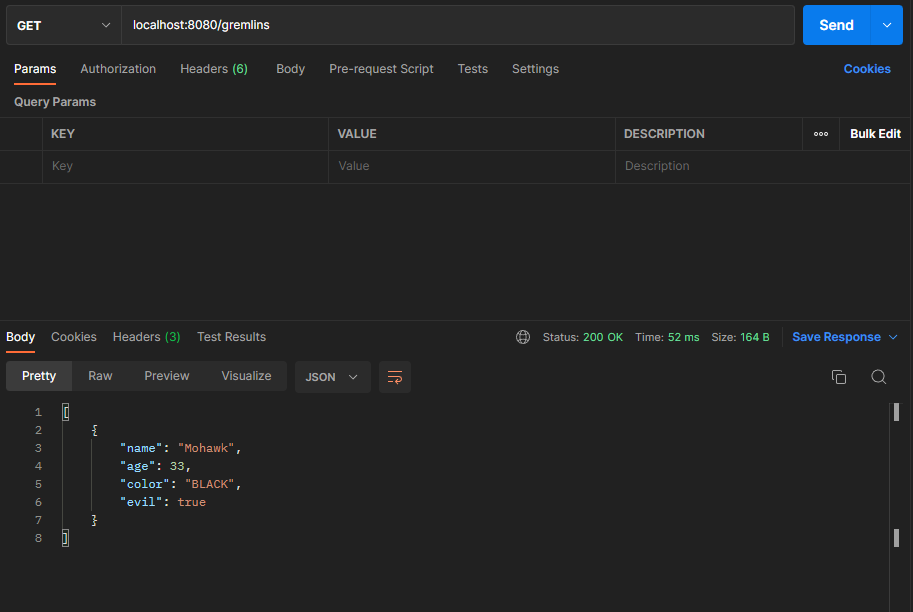 GET localhost:8080/gremlins Send
Params Authorization Headers (6) Body Pre-request Script Tests Settings Cookies
Query Params
KEY VALUE DESCRIPTION ooo Bulk Edit
Key Value Description
Body Cookies Headers (3) Test Results Status: 200 OK Time: 52 ms Size: 164 B Save Response
Pretty Raw Preview Visualize JSON
1 [
2 {
3 "name": "Mohawk",
4 "age": 33,
5 "color": "BLACK",
6 "evil": true
7 }
8 ]